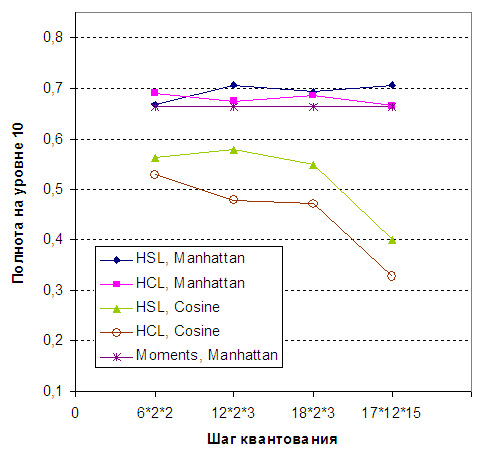 0,8
0,7
0,6
0,5
0,4
0,3
0,2
0,1
Полнота на уровне 10
HSL, Manhattan
HCL, Manhattan
HSL, Cosine
HCL, Cosine
Moments, Manhattan
0 6*2*2 12*2*3 18*2*3 17*12*15
Шаг квантования